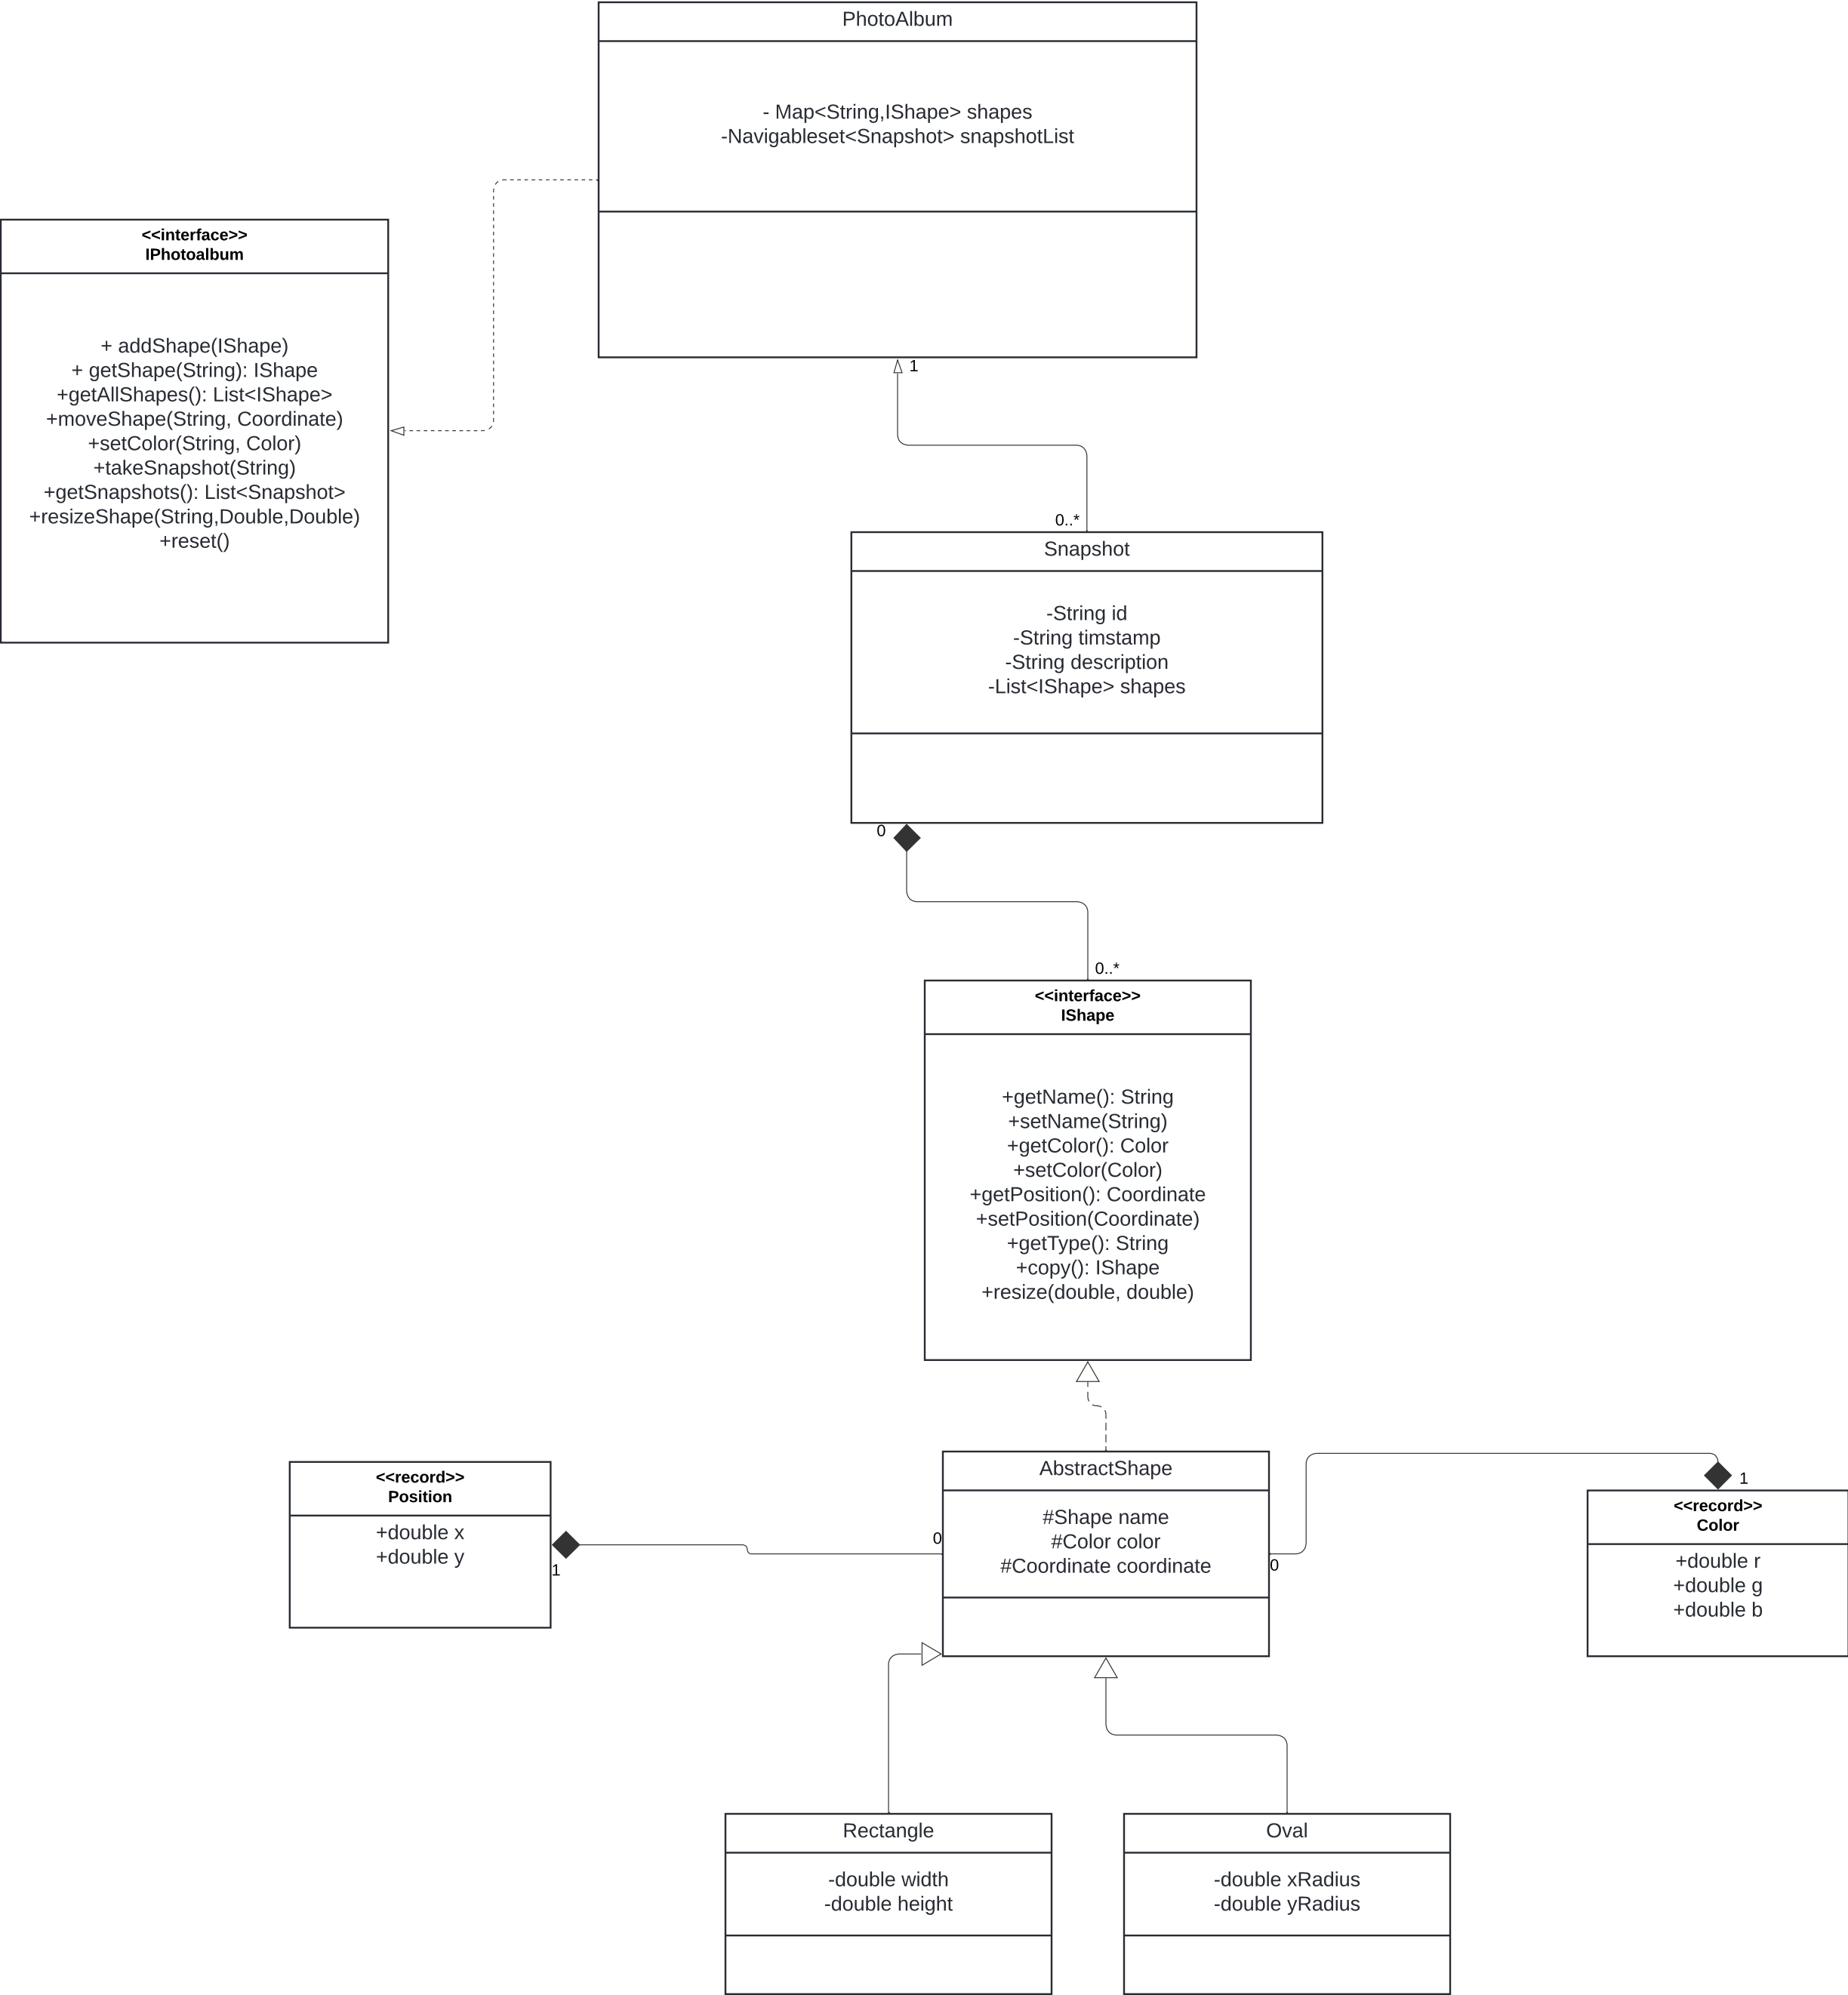 PhotoAlbum
- Map<String,IShape> shapes
-Navigableset<Snapshot> snapshotList
<<interface>>
IPhotoalbum
+ addShape(IShape)
+ getShape(String): IShape
+getAllShapes(): List<IShape>
+moveShape(String, Coordinate)
+setColor(String, Color)
+takeSnapshot(String)
+getSnapshots(): List<Snapshot>
+resizeShape(String,Double,Double)
+reset()
1
0..*
Snapshot
-String id
-String timstamp
-String description
-List<IShape> shapes
0
0..*
<<interface>>
IShape
+getName(): String
+setName(String)
+getColor(): Color
+setColor(Color)
+getPosition(): Coordinate
+setPosition(Coordinate)
+getType(): String
+copy(): IShape
+resize(double, double)
<<record>>
Position
+double x
+double y
1
0
AbstractShape
#Shape name
#Color color
#Coordinate coordinate
0
1
<<record>>
Color
+double r
+double g
+double b
Rectangle
-double width
-double height
Oval
-double xRadius
-double yRadius